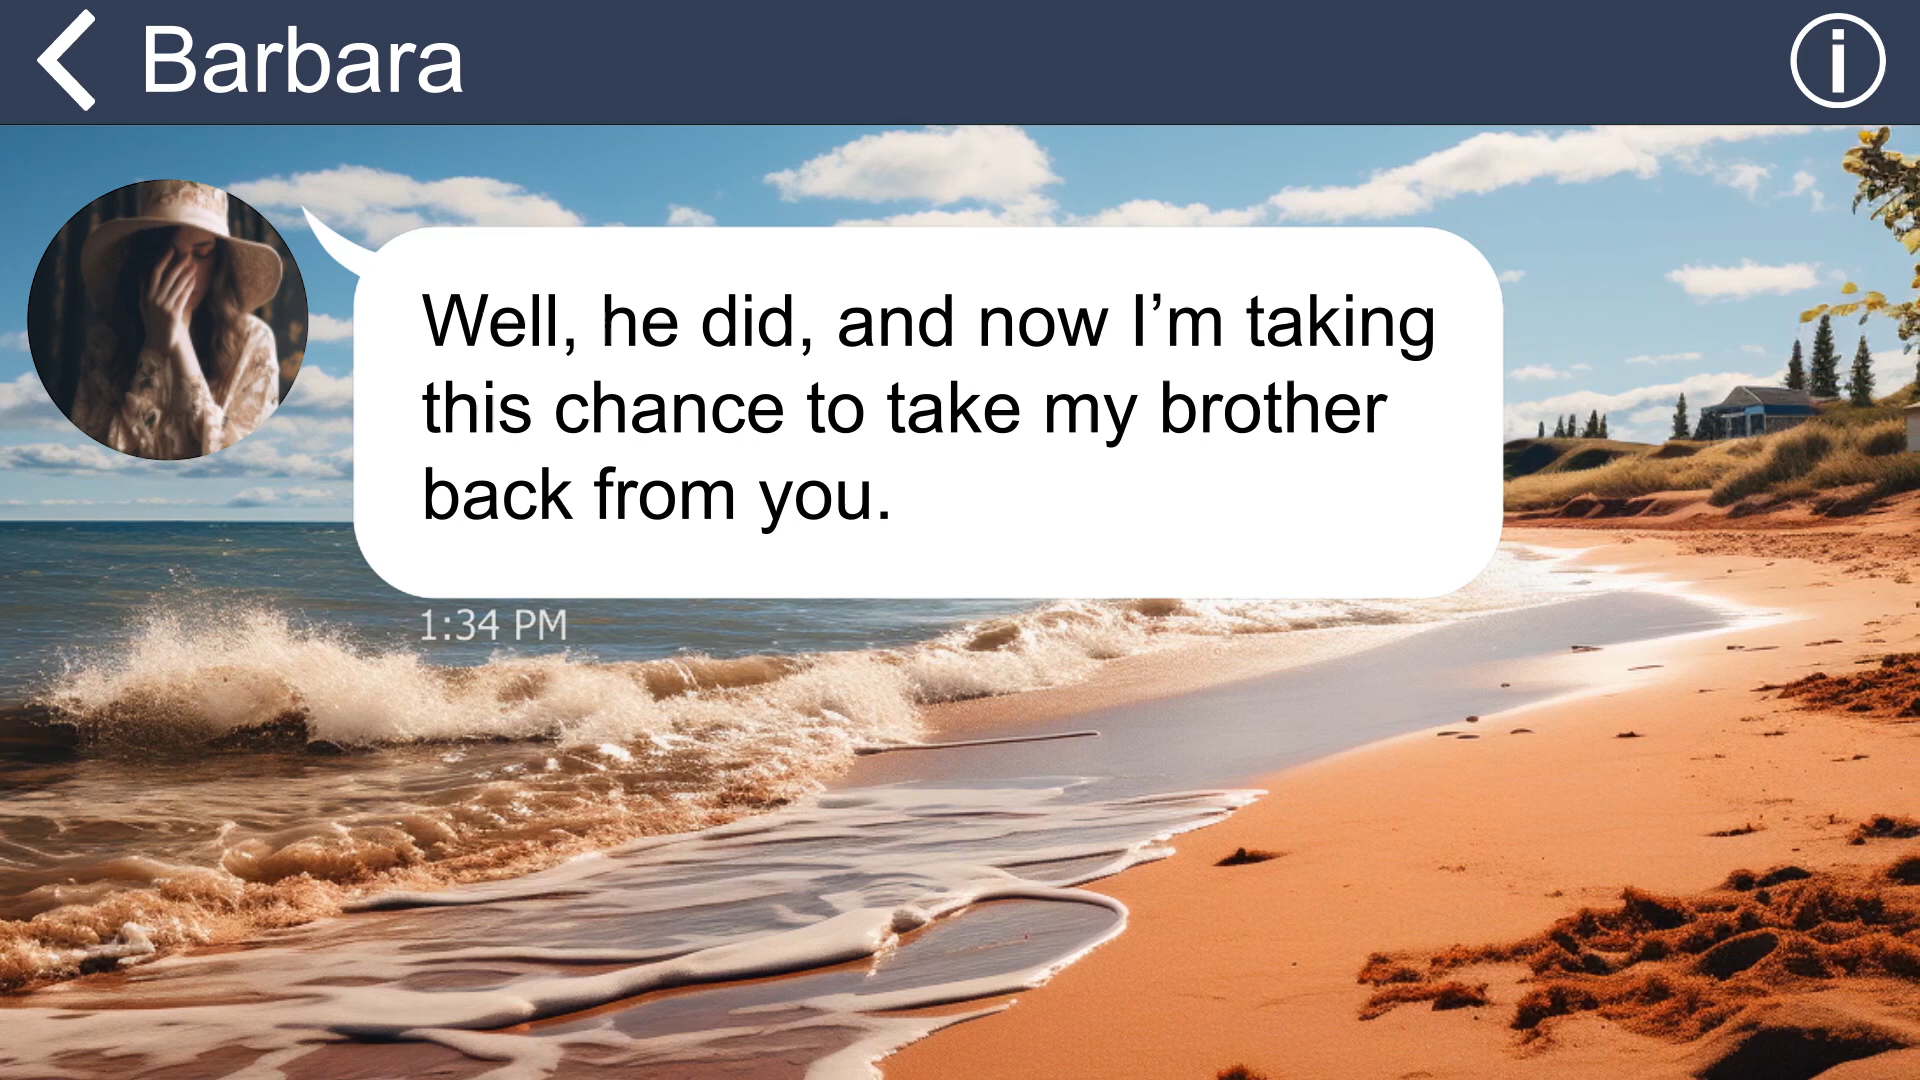 Barbara
Well, he did, and now I’m taking
this chance to take my brother
back from you.
1:34 PM